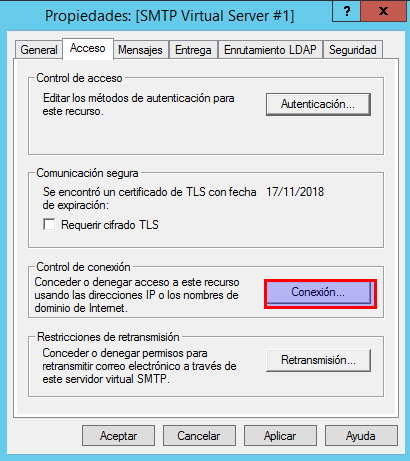 Propiedades: [SMTP Virtual Server #1]
? x
General Acceso Mensajes Entrega Enrutamiento LDAP Seguridad
Control de acceso
Editar los métodos de autenticación para
este recurso.
Autenticación...
Comunicación segura
Se encontró un certificado de TLS con fecha
de expiración:
17/11/2018
Requerir cifrado TLS
Control de conexión
Conceder o denegar acceso a este recurso
usando las direcciones IP o los nombres de
dominio de Internet.
Conexión...
Restricciones de retransmisión
Conceder o denegar permisos para
retransmitir correo electrónico a través de
este servidor virtual SMTP.
Retransmisión...
Aceptar Cancelar Aplicar Ayuda